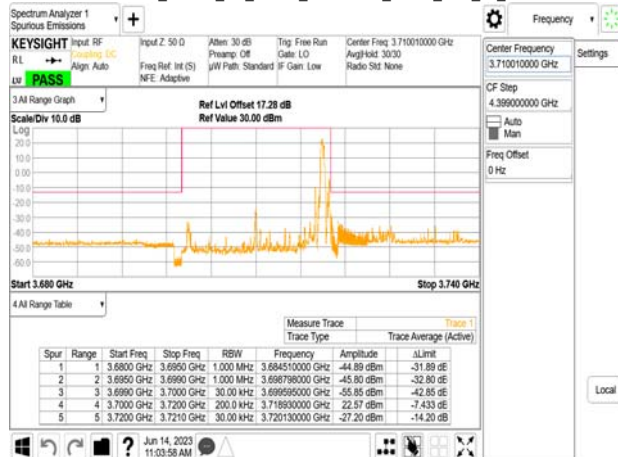 Spectrum Analyzer 1
Spurious Emissions
+
Frequency
KEYSIGHT
RL
LXI
PASS
Input: RF
Coupling: DC
Align: Auto
Input Z: 50 Ω
Freq Ref: Int (S)
NFE: Adaptive
Atten: 30 dB
Preamp: Off
µW Path: Standard
Trig: Free Run
Gate: LO
IF Gain: Low
Center Freq: 3.710010000 GHz
Avg|Hold: 30/30
Radio Std: None
Center Frequency
3.710010000 GHz
Settings
CF Step
4.399000000 GHz
Auto
Man
Freq Offset
0 Hz
Local
3 All Range Graph
Scale/Div 10.0 dB
Ref Lvl Offset 17.28 dB
Ref Value 30.00 dBm
Log
20.0
10.0
0.00
-10.0
-20.0
-30.0
-40.0
-50.0
-60.0
Start 3.680 GHz
Stop 3.740 GHz
4 All Range Table
Measure Trace Trace 1
Trace Type Trace Average (Active)
Spur Range Start Freq Stop Freq RBW Frequency Amplitude ΔLimit
1 1 3.6800 GHz 3.6950 GHz 1.000 MHz 3.684510000 GHz -44.89 dBm -31.89 dB
2 2 3.6950 GHz 3.6990 GHz 1.000 MHz 3.698798000 GHz -45.80 dBm -32.80 dB
3 3 3.6990 GHz 3.7000 GHz 30.00 kHz 3.699595000 GHz -55.85 dBm -42.85 dB
4 4 3.7000 GHz 3.7200 GHz 200.0 kHz 3.718930000 GHz 22.57 dBm -7.433 dB
5 5 3.7200 GHz 3.7210 GHz 30.00 kHz 3.720130000 GHz -27.20 dBm -14.20 dB
?
Jun 14, 2023
11:03:58 AM